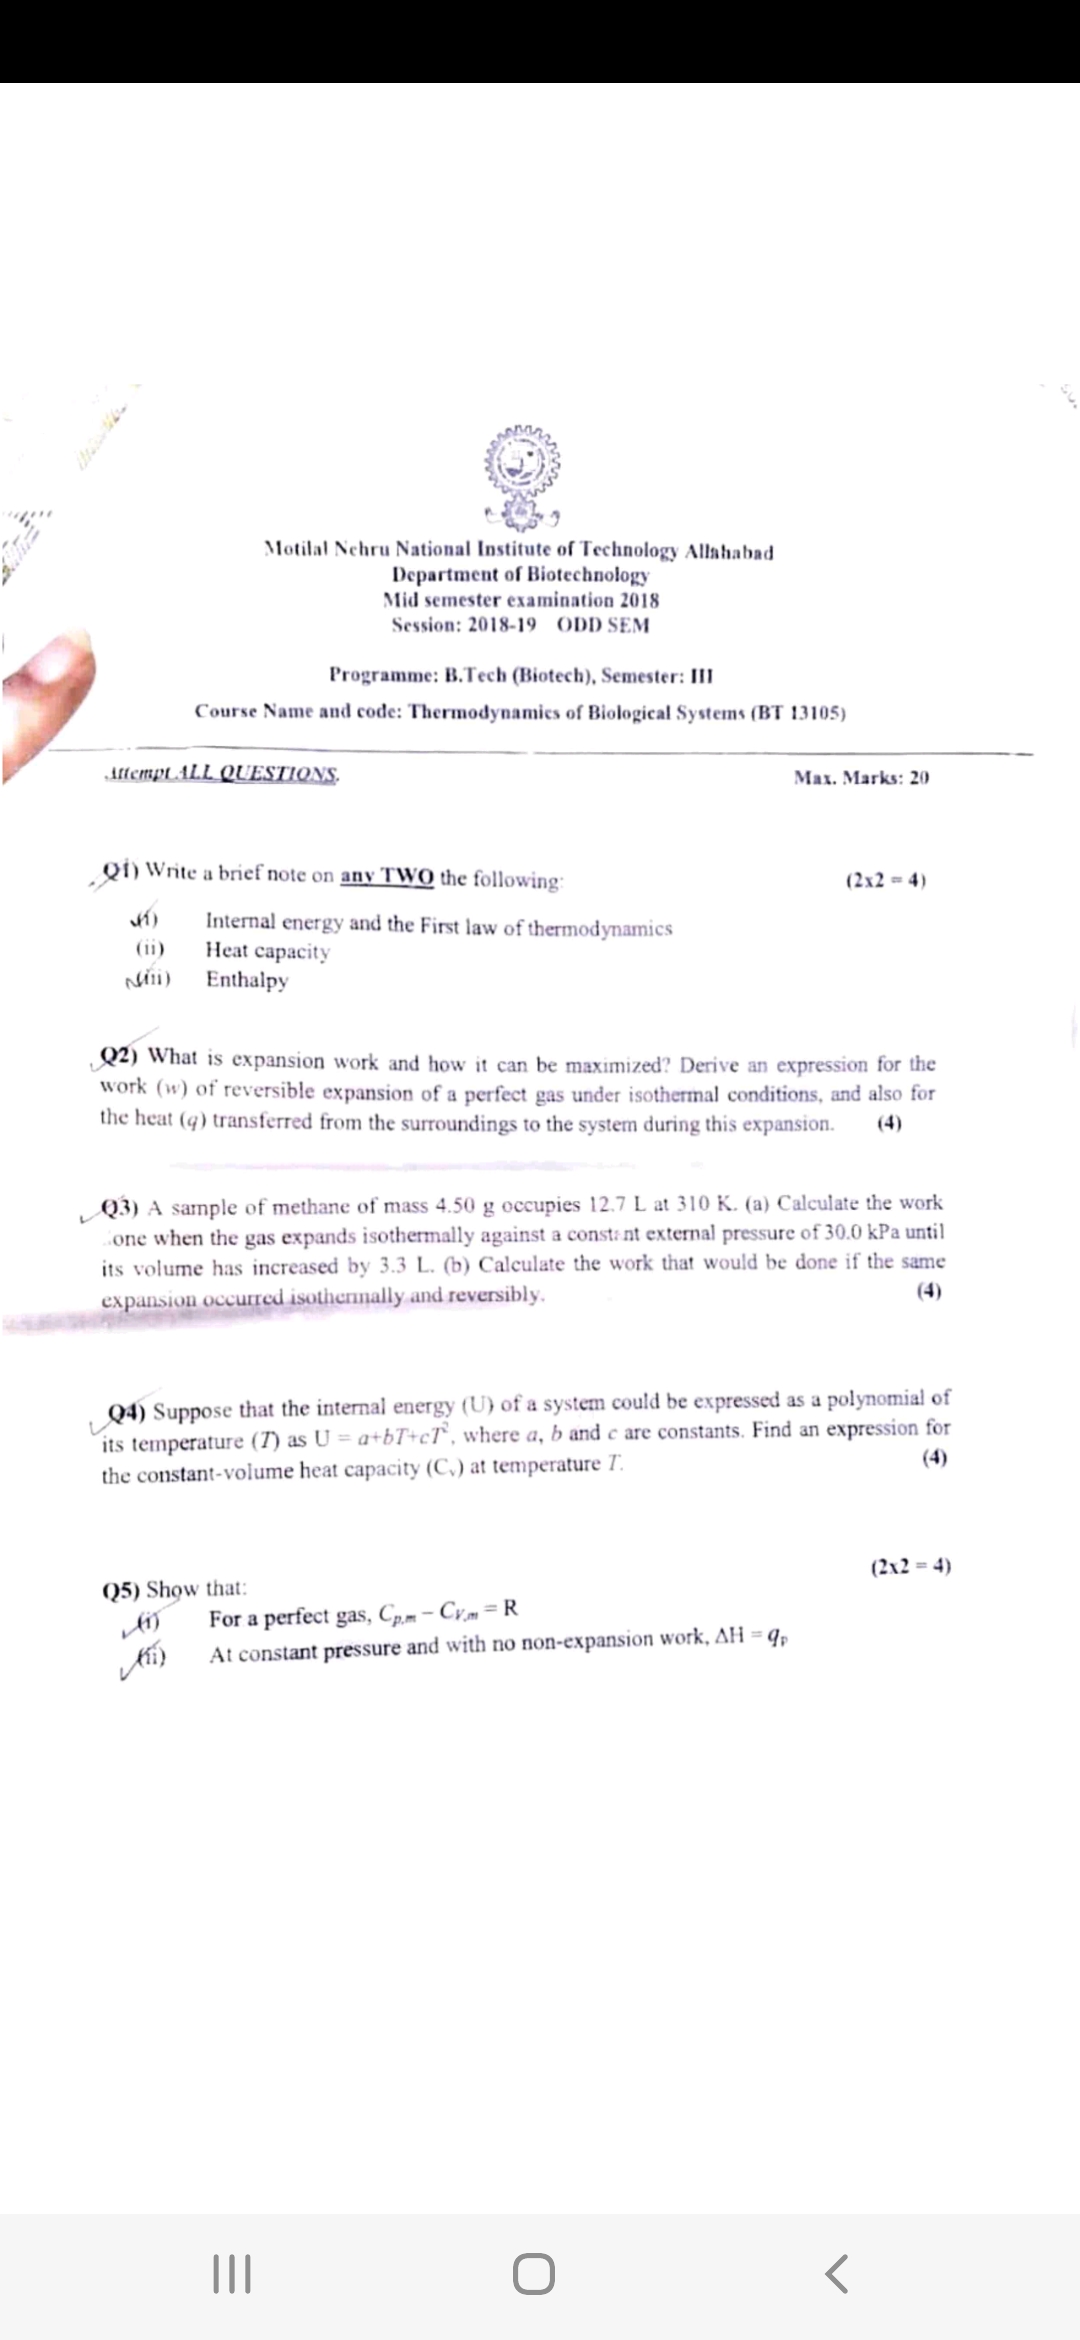 Motilal Nehru National Institute of Technology Allahabad
Department of Biotechnology
Mid semester examination 2018
Session: 2018-19 ODD SEM
Programme: B.Tech (Biotech), Semester: III
Course Name and code: Thermodynamics of Biological Systems (BT 13105)
Attempt ALL QUESTIONS.
Max. Marks: 20
Q1) Write a brief note on any TWO the following:
(2x2 = 4)
(i) Internal energy and the First law of thermodynamics
(ii) Heat capacity
(iii) Enthalpy
Q2) What is expansion work and how it can be maximized? Derive an expression for the
work (w) of reversible expansion of a perfect gas under isothermal conditions, and also for
the heat (q) transferred from the surroundings to the system during this expansion. (4)
Q3) A sample of methane of mass 4.50 g occupies 12.7 L at 310 K. (a) Calculate the work
one when the gas expands isothermally against a constant external pressure of 30.0 kPa until
its volume has increased by 3.3 L. (b) Calculate the work that would be done if the same
expansion occurred isothermally and reversibly. (4)
Q4) Suppose that the internal energy (U) of a system could be expressed as a polynomial of
its temperature (T) as U = a+bT+cT², where a, b and c are constants. Find an expression for
the constant-volume heat capacity (Cᵥ) at temperature T. (4)
(2x2 = 4)
Q5) Show that:
(i) For a perfect gas, Cp,m – CV,m = R
(ii) At constant pressure and with no non-expansion work, ΔH = qp